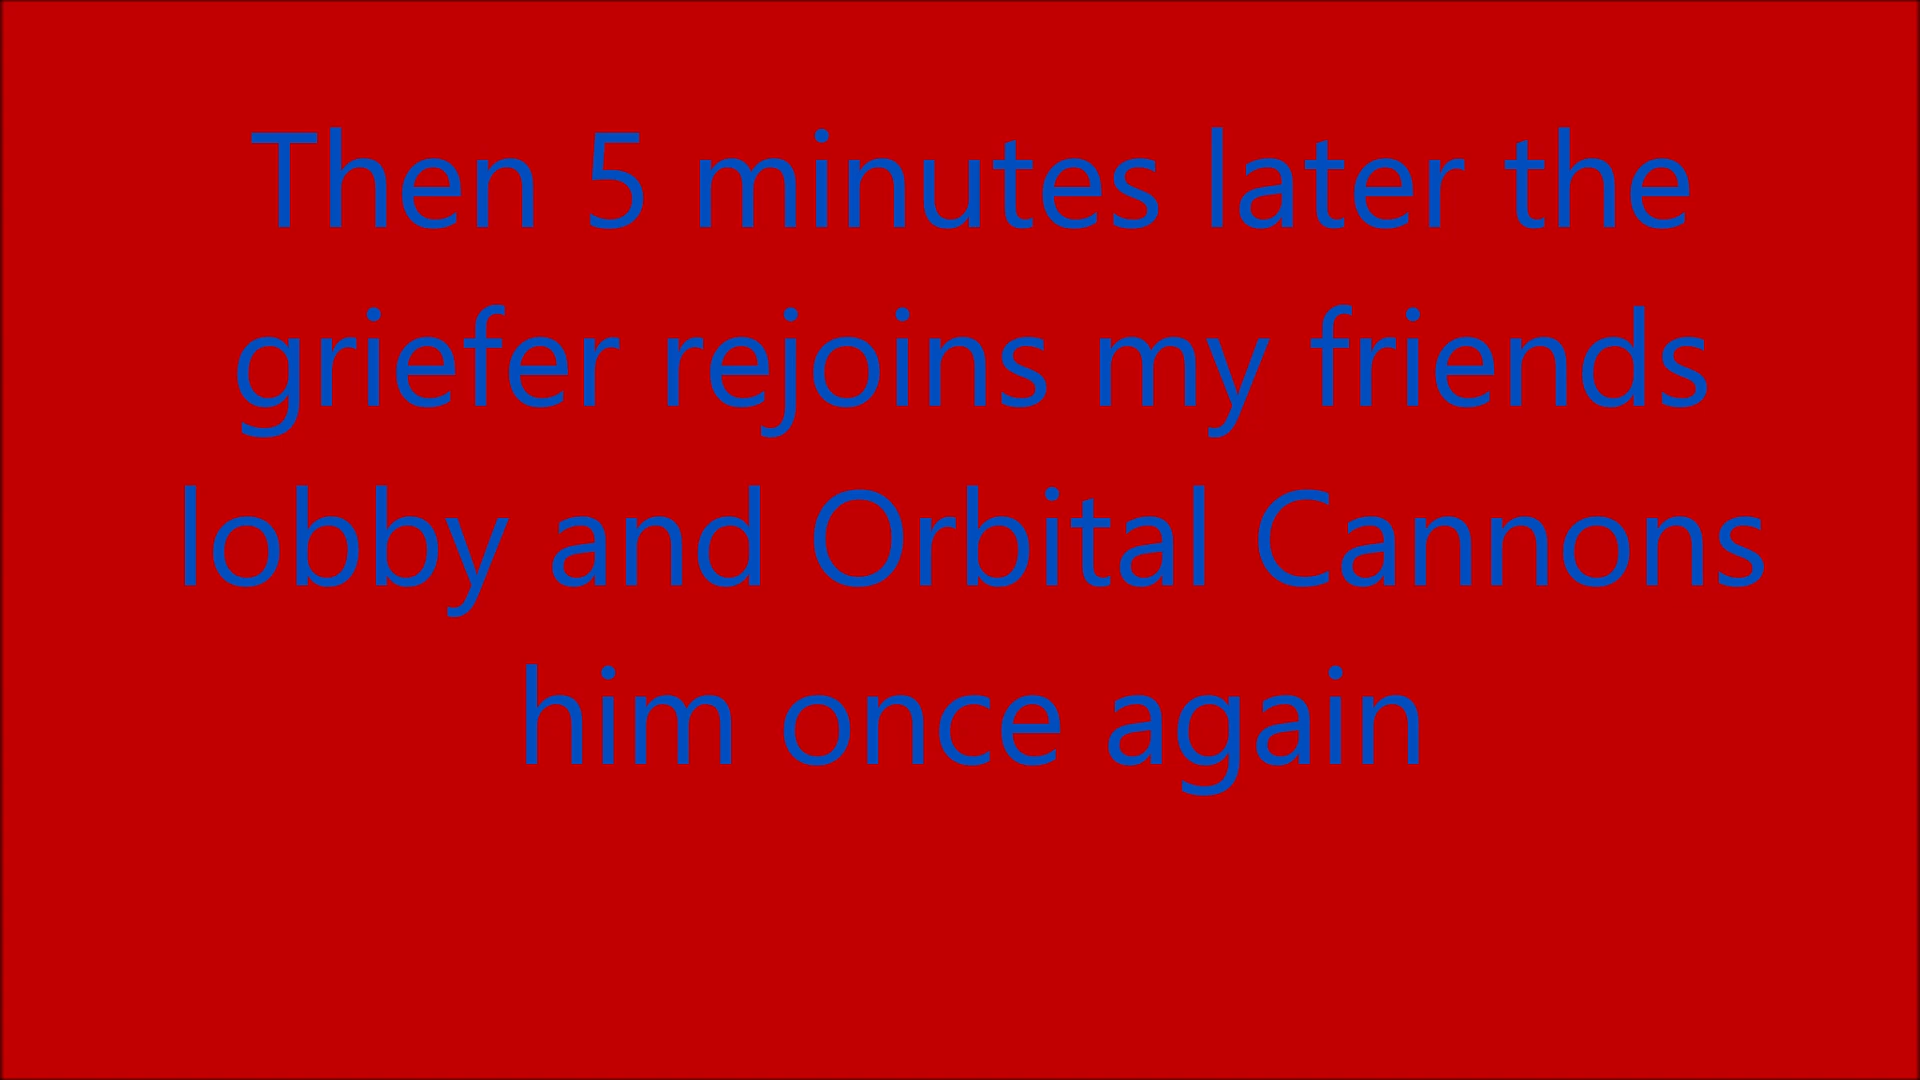 Then 5 minutes later the
griefer rejoins my friends
lobby and Orbital Cannons
him once again